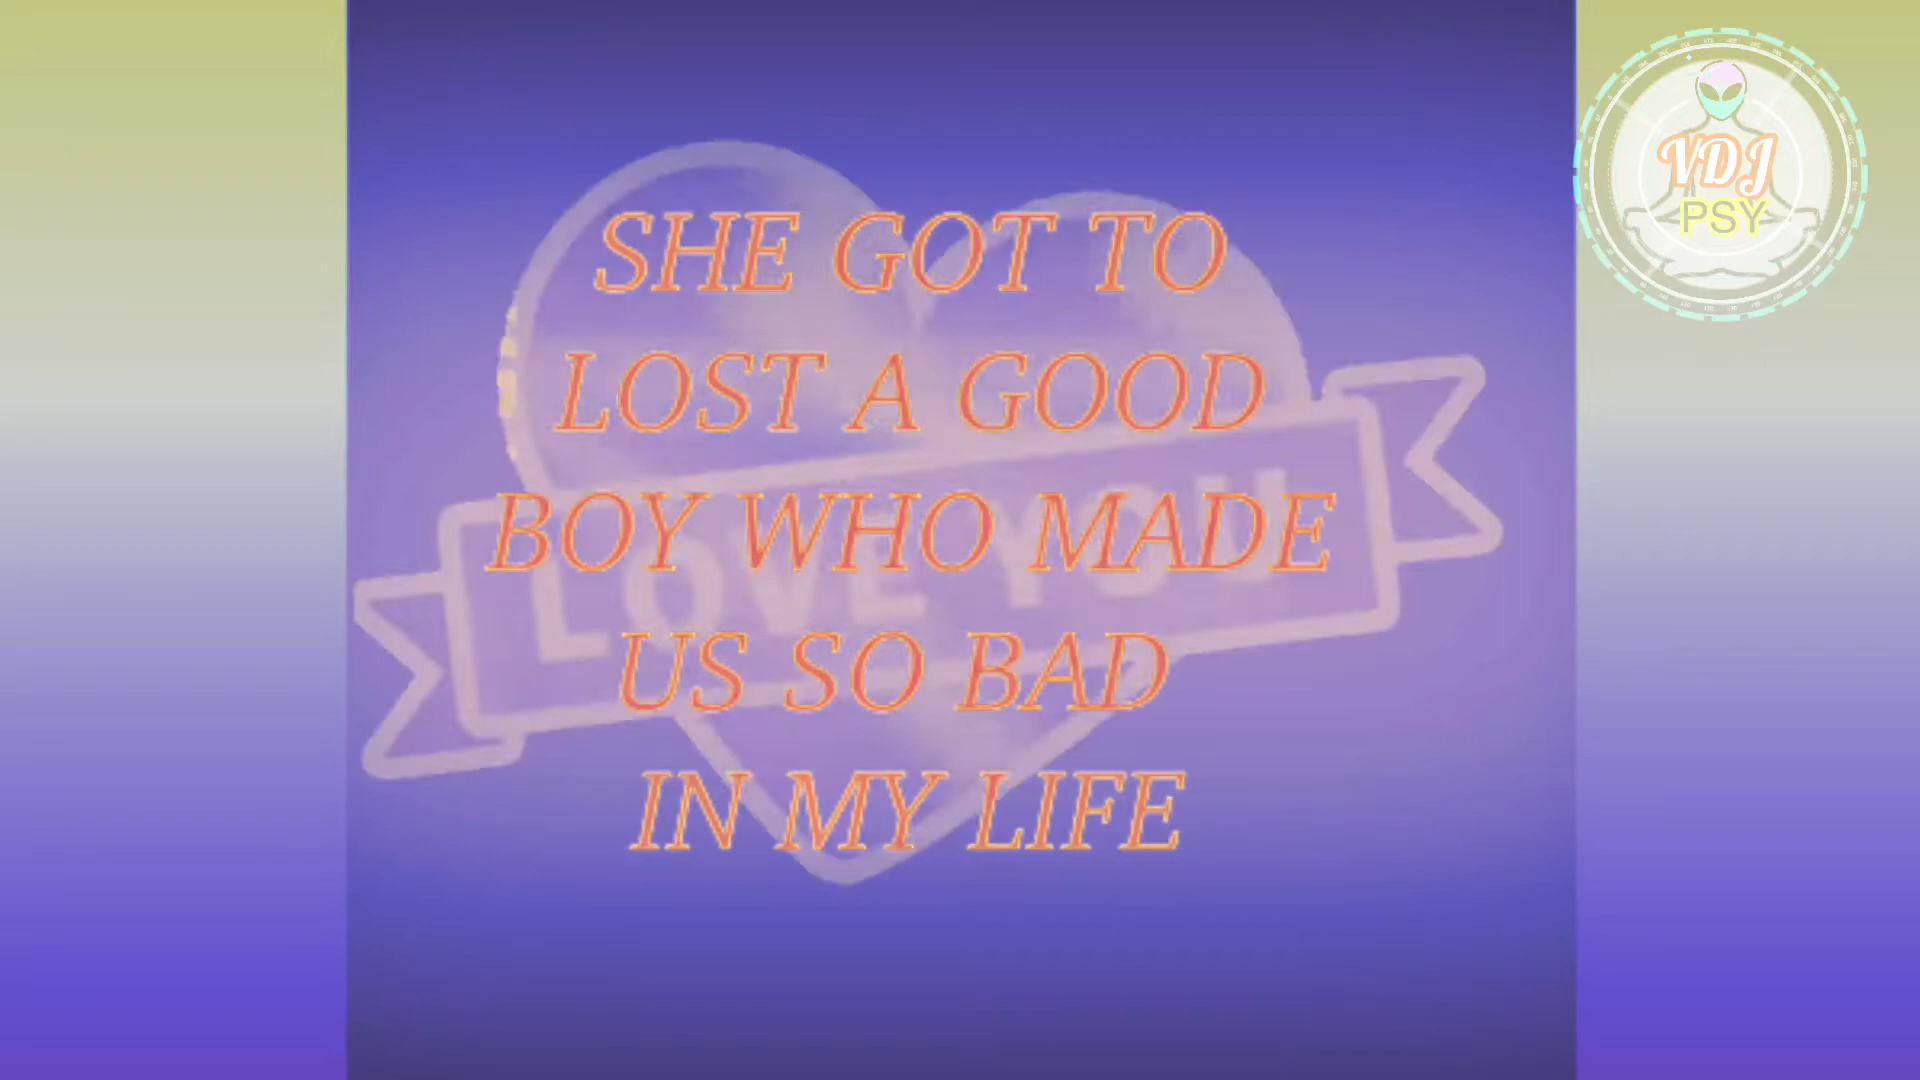 SHE GOT TO
LOST A GOOD
BOY WHO MADE
US SO BAD
IN MY LIFE
LOVE YOU
VDJ
PSY